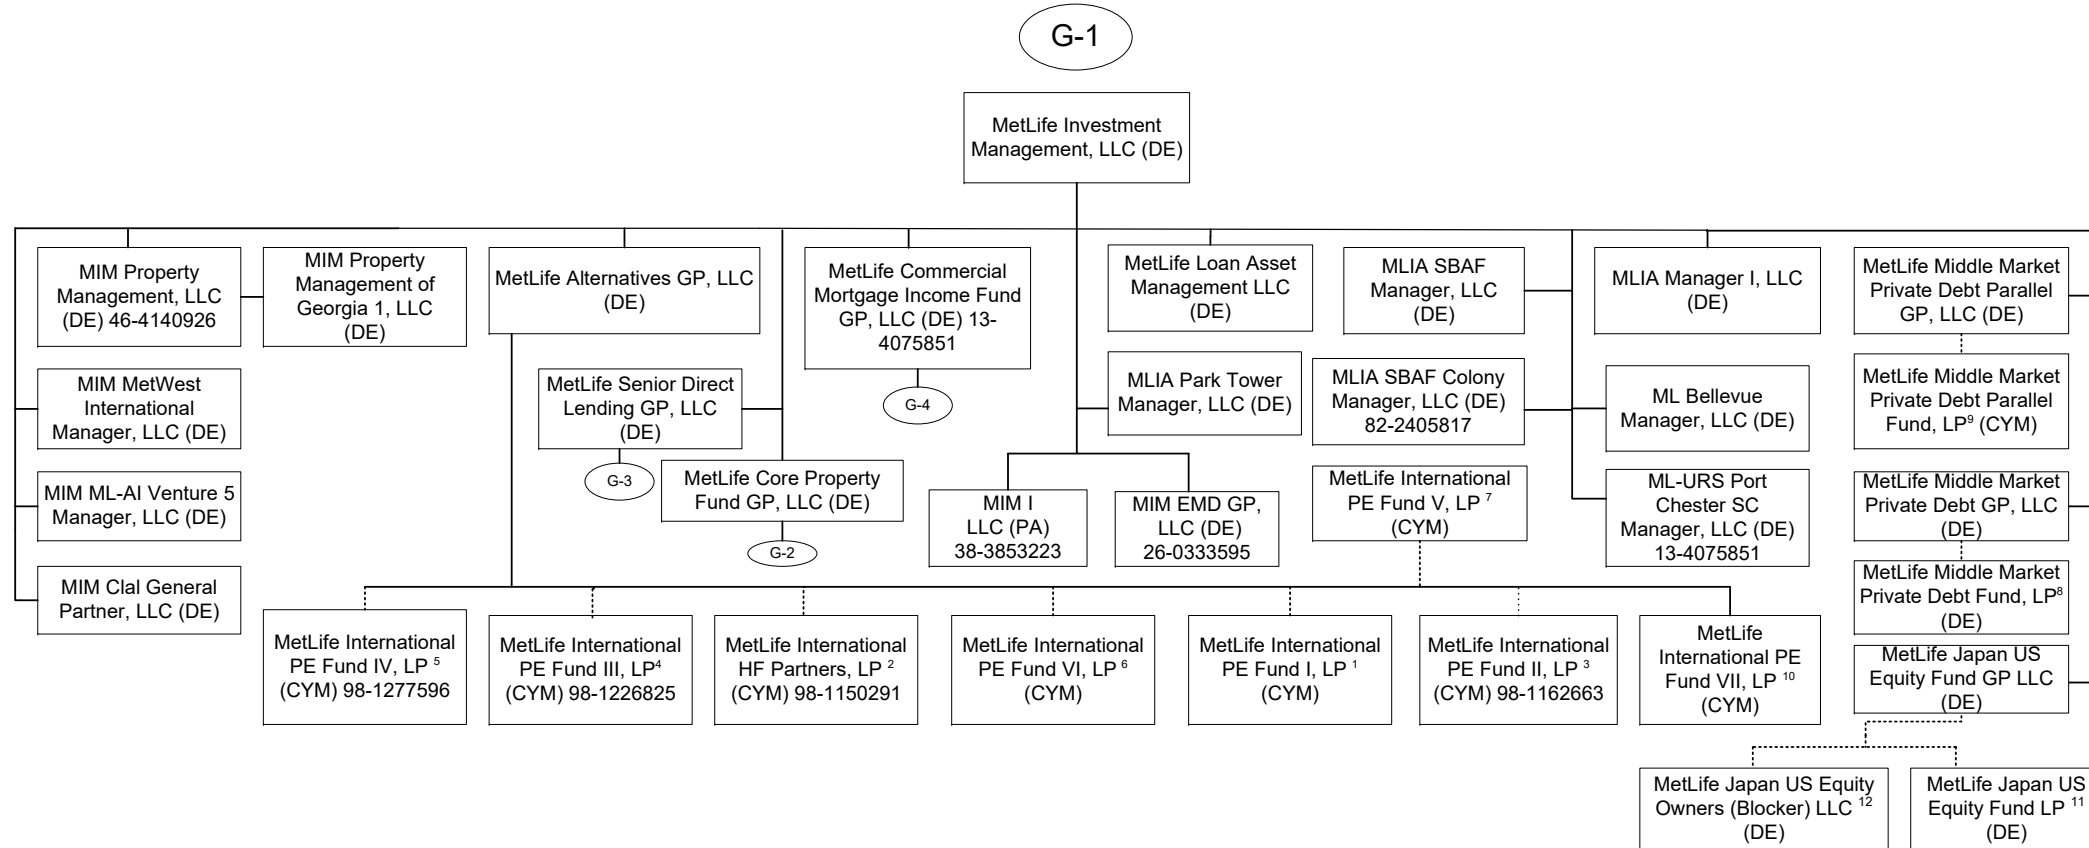 G-1
MetLife Investment
Management, LLC (DE)
MIM Property
Management, LLC
(DE) 46-4140926
MIM Property
Management of
Georgia 1, LLC
(DE)
MetLife Alternatives GP, LLC
(DE)
MetLife Commercial
Mortgage Income Fund
GP, LLC (DE) 13-
4075851
MetLife Loan Asset
Management LLC
(DE)
MLIA SBAF
Manager, LLC
(DE)
MLIA Manager I, LLC
(DE)
MetLife Middle Market
Private Debt Parallel
GP, LLC (DE)
MIM MetWest
International
Manager, LLC (DE)
MetLife Senior Direct
Lending GP, LLC
(DE)
G-4
MLIA Park Tower
Manager, LLC (DE)
MLIA SBAF Colony
Manager, LLC (DE)
82-2405817
ML Bellevue
Manager, LLC (DE)
MetLife Middle Market
Private Debt Parallel
Fund, LP⁹ (CYM)
MIM ML-AI Venture 5
Manager, LLC (DE)
G-3
MetLife Core Property
Fund GP, LLC (DE)
G-2
MIM I
LLC (PA)
38-3853223
MIM EMD GP,
LLC (DE)
26-0333595
MetLife International
PE Fund V, LP ⁷
(CYM)
ML-URS Port
Chester SC
Manager, LLC (DE)
13-4075851
MetLife Middle Market
Private Debt GP, LLC
(DE)
MIM Clal General
Partner, LLC (DE)
MetLife Middle Market
Private Debt Fund, LP⁸
(DE)
MetLife International
PE Fund IV, LP ⁵
(CYM) 98-1277596
MetLife International
PE Fund III, LP⁴
(CYM) 98-1226825
MetLife International
HF Partners, LP ²
(CYM) 98-1150291
MetLife International
PE Fund VI, LP ⁶
(CYM)
MetLife International
PE Fund I, LP ¹
(CYM)
MetLife International
PE Fund II, LP ³
(CYM) 98-1162663
MetLife
International PE
Fund VII, LP ¹⁰
(CYM)
MetLife Japan US
Equity Fund GP LLC
(DE)
MetLife Japan US Equity
Owners (Blocker) LLC ¹²
(DE)
MetLife Japan US
Equity Fund LP ¹¹
(DE)